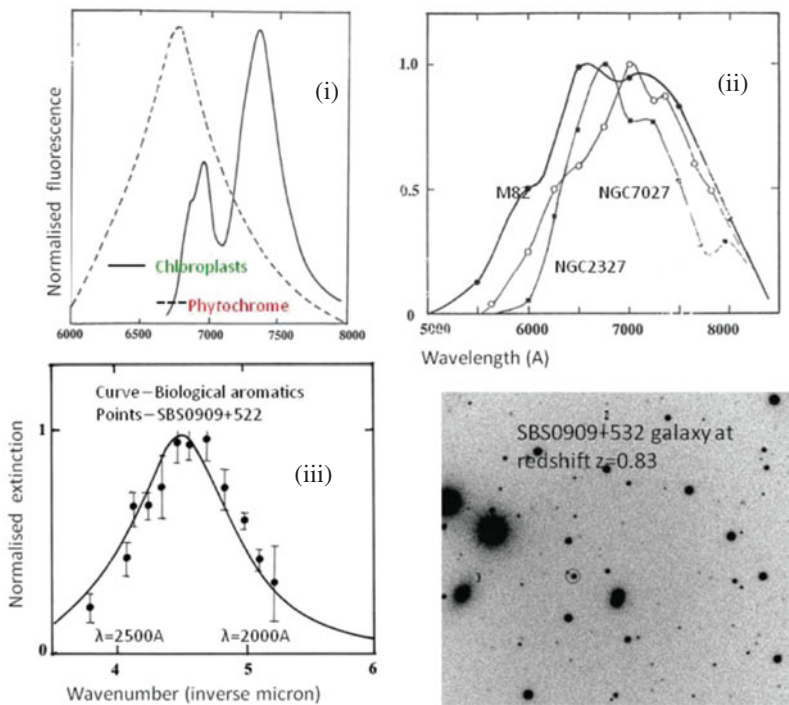 Normalised fluorescence
(i)
Chloroplasts
Phytochrome
6000
6500
7000
7500
8000
(ii)
1.0
0.5
0
M82
NGC7027
NGC2327
5000
6000
7000
8000
Wavelength (A)
Normalised extinction
1
0
Curve–Biological aromatics
Points–SBS0909+522
(iii)
λ=2500A
λ=2000A
4
5
6
Wavenumber (inverse micron)
SBS0909+532 galaxy at
redshift z=0.83